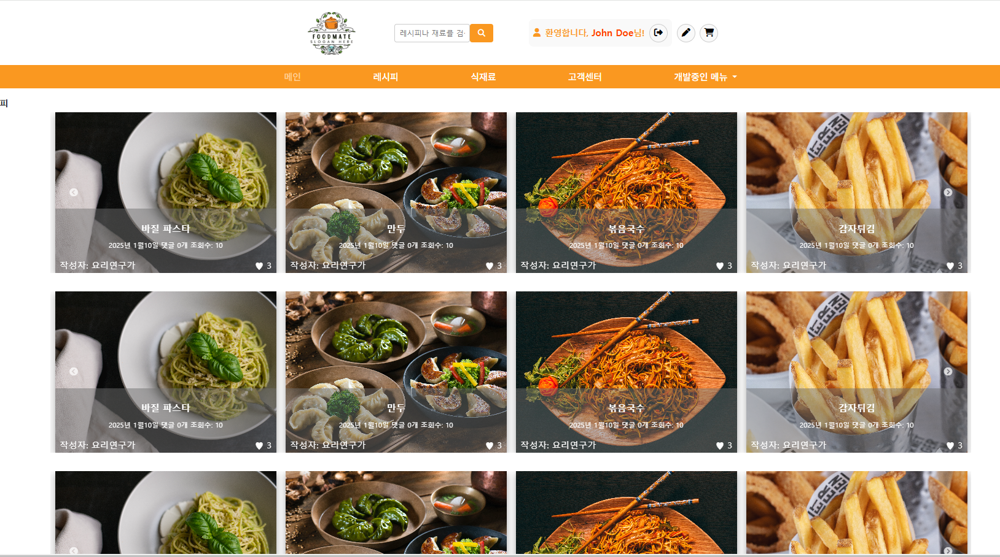 FOODMATE
SLOGAN HERE
레시피나 재료를 검
환영합니다, John Doe님!
메인
레시피
식재료
고객센터
개발중인 메뉴
피
바질 파스타
2025년 1월10일 댓글 0개 조회수: 10
작성자: 요리연구가
3
만두
2025년 1월10일 댓글 0개 조회수: 10
작성자: 요리연구가
3
볶음국수
2025년 1월10일 댓글 0개 조회수: 10
작성자: 요리연구가
3
감자튀김
2025년 1월10일 댓글 0개 조회수: 10
작성자: 요리연구가
3
바질 파스타
2025년 1월10일 댓글 0개 조회수: 10
작성자: 요리연구가
3
만두
2025년 1월10일 댓글 0개 조회수: 10
작성자: 요리연구가
3
볶음국수
2025년 1월10일 댓글 0개 조회수: 10
작성자: 요리연구가
3
감자튀김
2025년 1월10일 댓글 0개 조회수: 10
작성자: 요리연구가
3